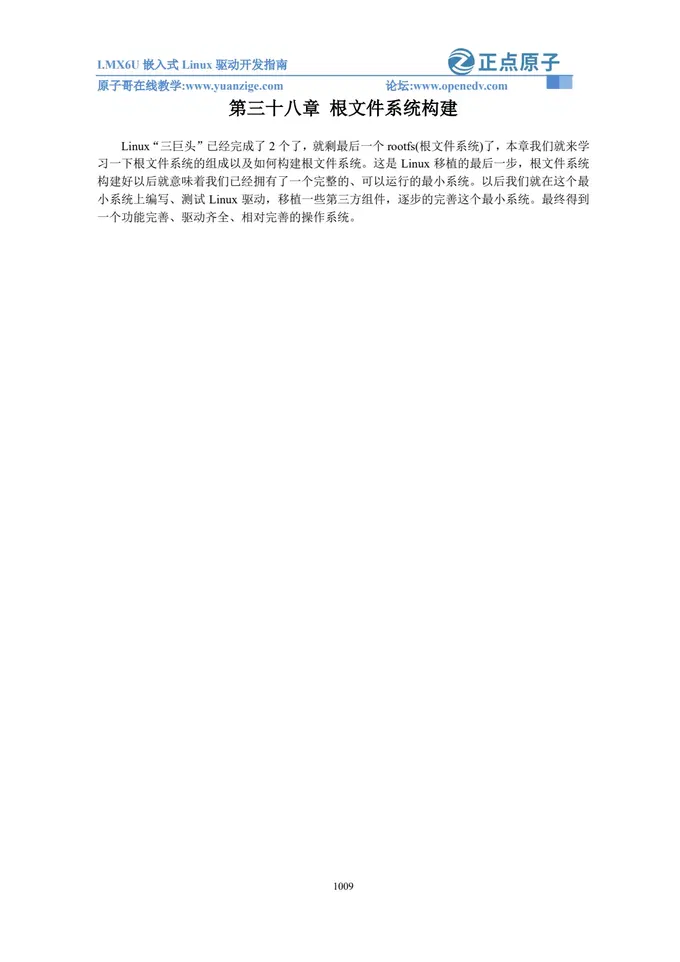 I.MX6U 嵌入式 Linux 驱动开发指南
正点原子
原子哥在线教学:www.yuanzige.com 论坛:www.openedv.com
第三十八章 根文件系统构建
Linux“三巨头”已经完成了 2 个了，就剩最后一个 rootfs(根文件系统)了，本章我们就来学
习一下根文件系统的组成以及如何构建根文件系统。这是 Linux 移植的最后一步，根文件系统
构建好以后就意味着我们已经拥有了一个完整的、可以运行的最小系统。以后我们就在这个最
小系统上编写、测试 Linux 驱动，移植一些第三方组件，逐步的完善这个最小系统。最终得到
一个功能完善、驱动齐全、相对完善的操作系统。
1009